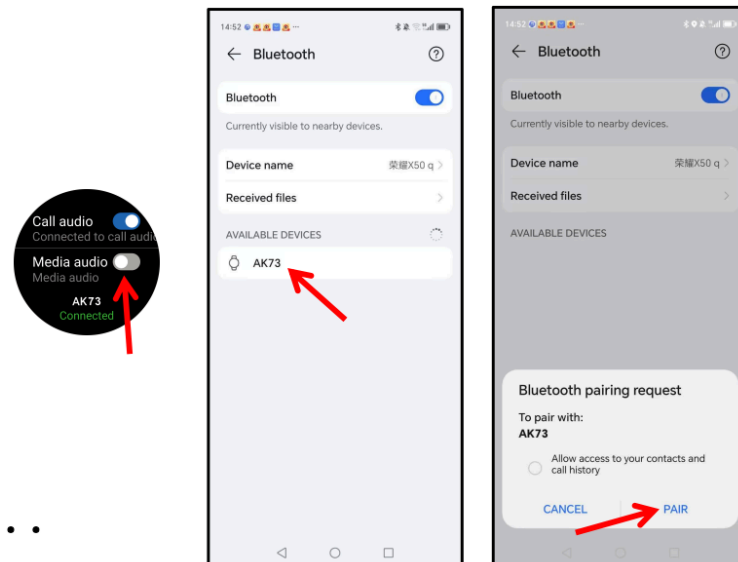 Call audio
Connected to call audio
Media audio
Media audio
AK73
Connected
14:52
Bluetooth
Bluetooth
Currently visible to nearby devices.
Device name 荣耀X50 q
Received files
AVAILABLE DEVICES
AK73
14:52
Bluetooth
Bluetooth
Currently visible to nearby devices.
Device name 荣耀X50 q
Received files
AVAILABLE DEVICES
Bluetooth pairing request
To pair with:
AK73
Allow access to your contacts and
call history
CANCEL PAIR
. .